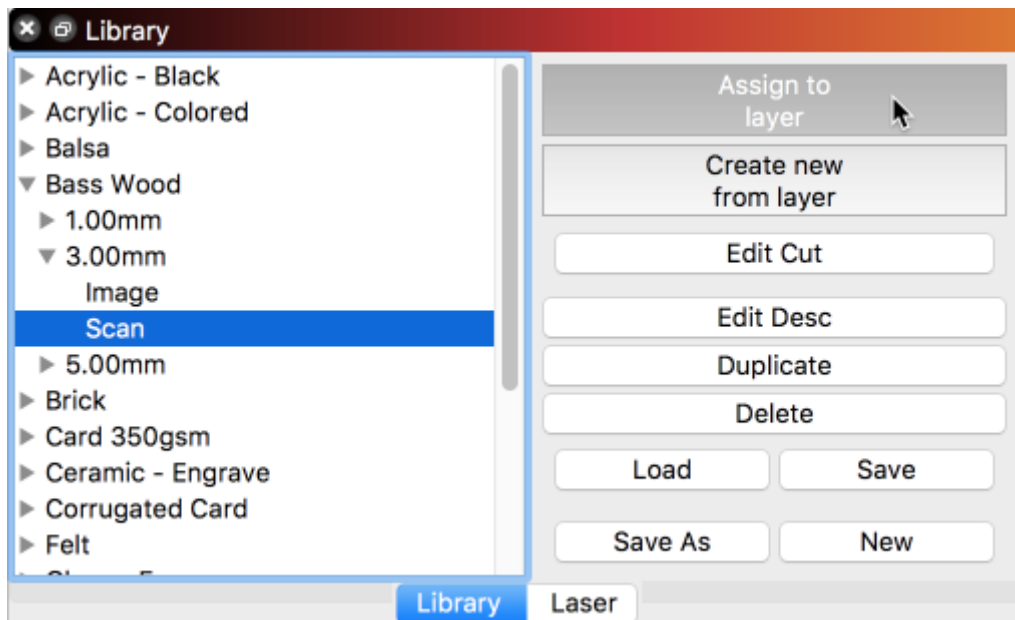 Library
Acrylic - Black
Acrylic - Colored
Balsa
Bass Wood
1.00mm
3.00mm
Image
Scan
5.00mm
Brick
Card 350gsm
Ceramic - Engrave
Corrugated Card
Felt
Assign to
layer
Create new
from layer
Edit Cut
Edit Desc
Duplicate
Delete
Load
Save
Save As
New
Library
Laser